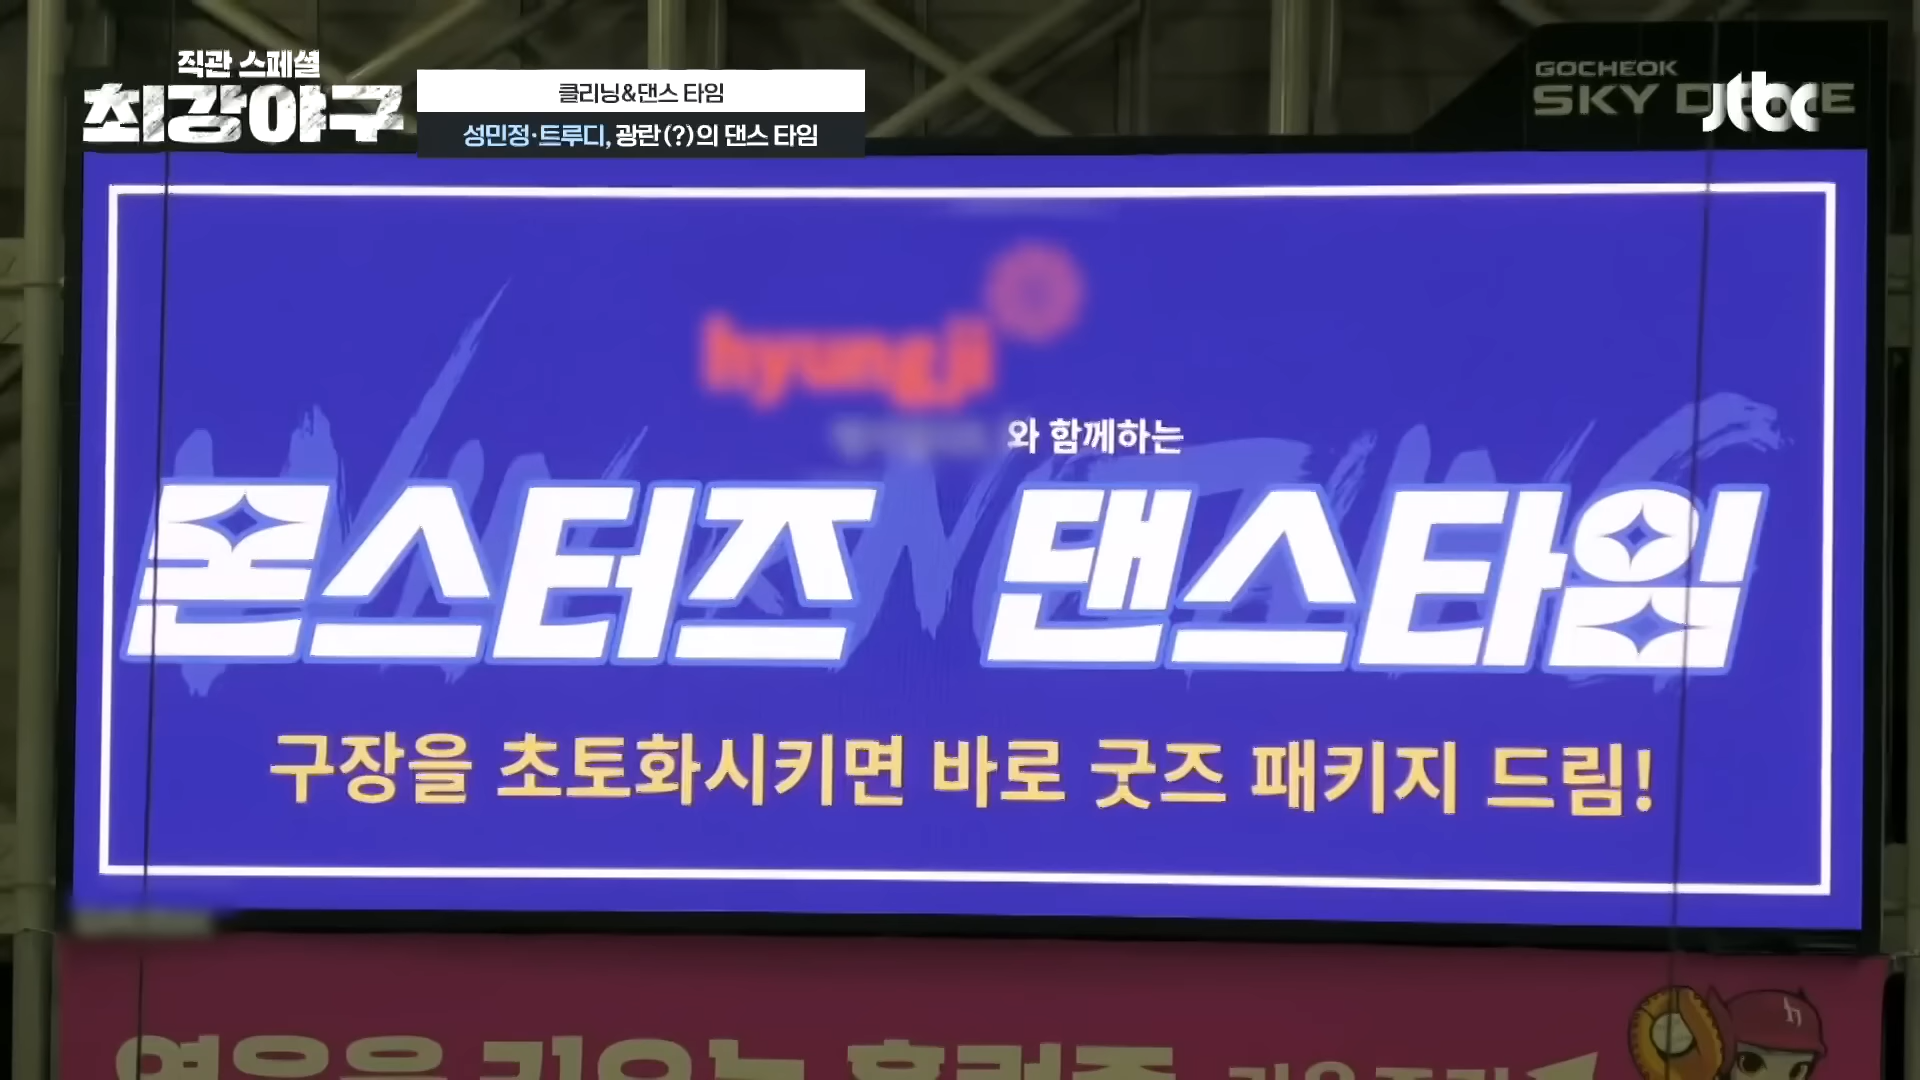 직관 스페셜
최강야구
클리닝&댄스 타임
성민정·트루디, 광란(?)의 댄스 타임
GOCHEOK
SKY DOME
jtbc
hyungji
와 함께하는
몬스터즈 댄스타임
구장을 초토화시키면 바로 굿즈 패키지 드림!